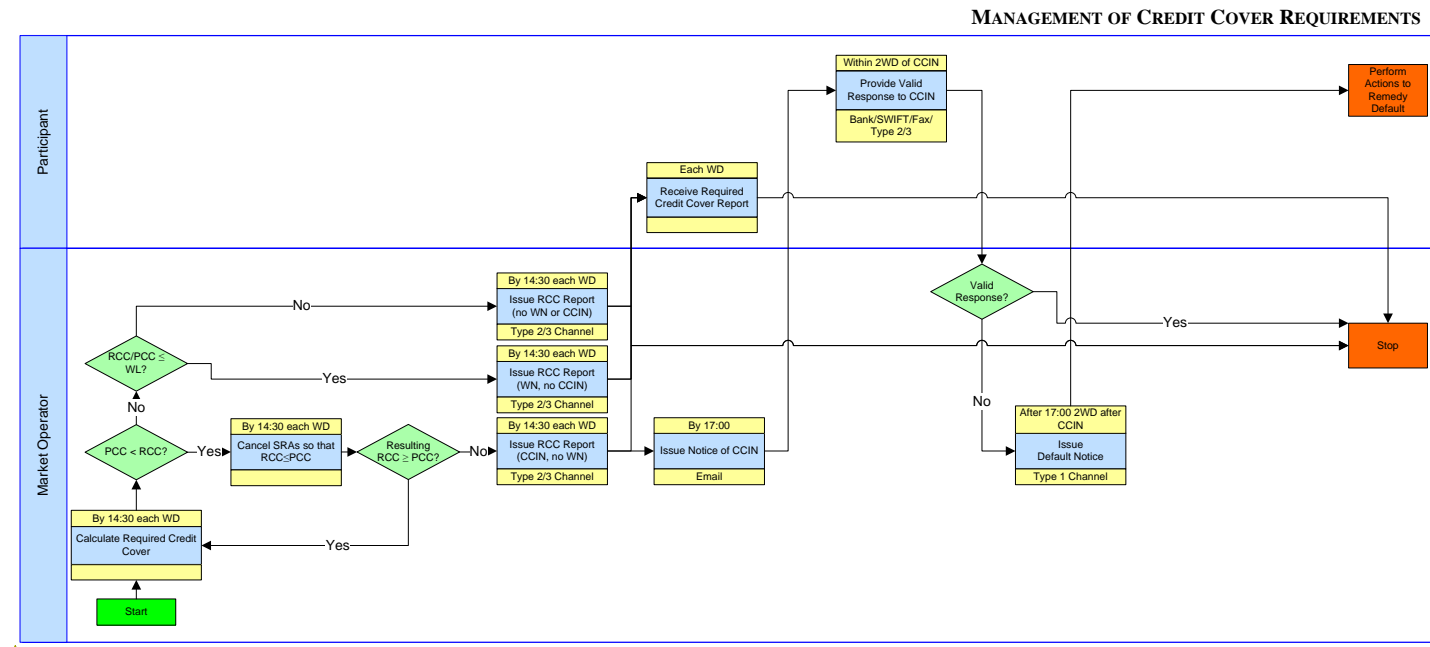 MANAGEMENT OF CREDIT COVER REQUIREMENTS
Participant
Within 2WD of CCIN
Provide Valid
Response to CCIN
Bank/SWIFT/Fax/
Type 2/3
Perform
Actions to
Remedy
Default
Each WD
Receive Required
Credit Cover Report
Market Operator
By 14:30 each WD
Issue RCC Report
(no WN or CCIN)
Type 2/3 Channel
No
Valid
Response?
Yes
Stop
RCC/PCC ≤
WL?
Yes
By 14:30 each WD
Issue RCC Report
(WN, no CCIN)
Type 2/3 Channel
No
No
PCC < RCC?
Yes
By 14:30 each WD
Cancel SRAs so that
RCC≤PCC
Resulting
RCC ≥ PCC?
No
By 14:30 each WD
Issue RCC Report
(CCIN, no WN)
Type 2/3 Channel
By 17:00
Issue Notice of CCIN
Email
After 17:00 2WD after
CCIN
Issue
Default Notice
Type 1 Channel
By 14:30 each WD
Calculate Required Credit
Cover
Yes
Start